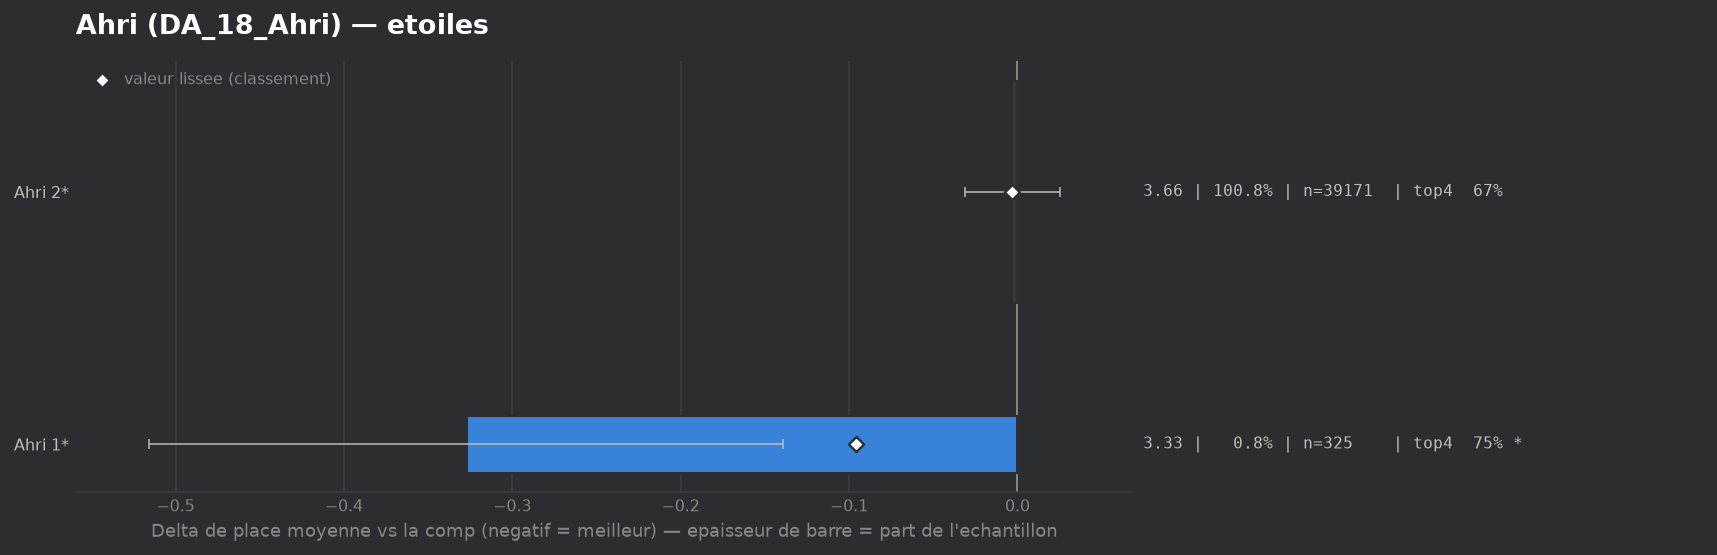 Ahri (DA_18_Ahri) — etoiles
valeur lissee (classement)
Ahri 2*
3.66 | 100.8% | n=39171  | top4  67%
Ahri 1*
3.33 |   0.8% | n=325    | top4  75% *
−0.5 −0.4 −0.3 −0.2 −0.1 0.0
Delta de place moyenne vs la comp (negatif = meilleur) — epaisseur de barre = part de l'echantillon